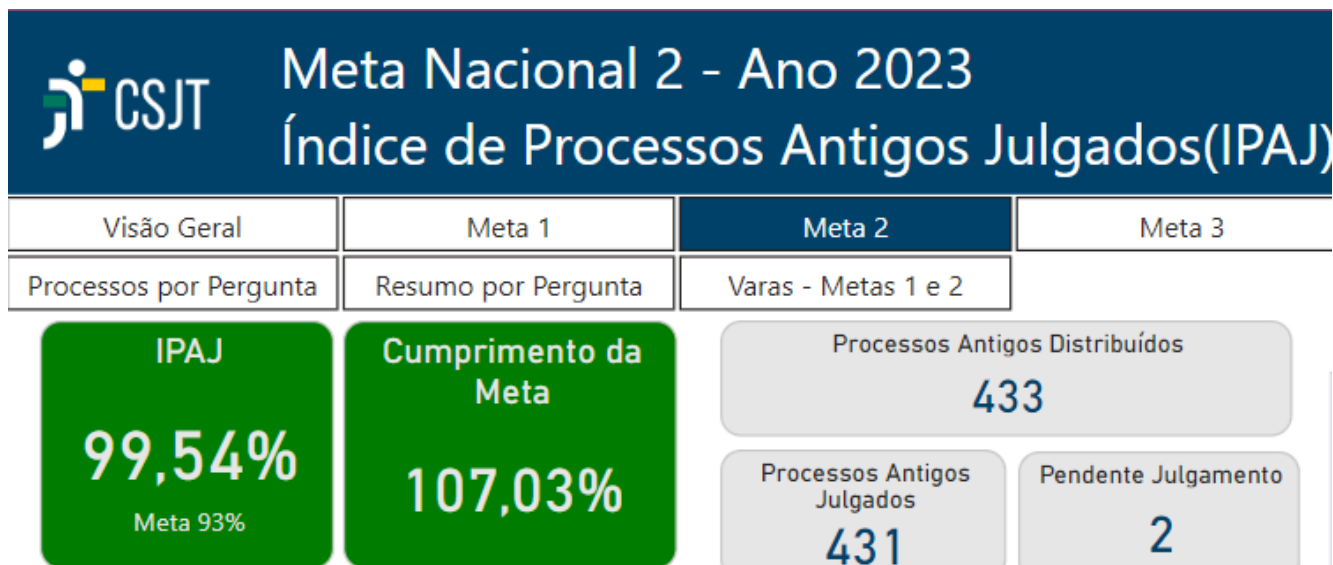 CSJT
Meta Nacional 2 - Ano 2023
Índice de Processos Antigos Julgados(IPAJ)
Visão Geral
Meta 1
Meta 2
Meta 3
Processos por Pergunta
Resumo por Pergunta
Varas - Metas 1 e 2
IPAJ
99,54%
Meta 93%
Cumprimento da
Meta
107,03%
Processos Antigos Distribuídos
433
Processos Antigos
Julgados
431
Pendente Julgamento
2